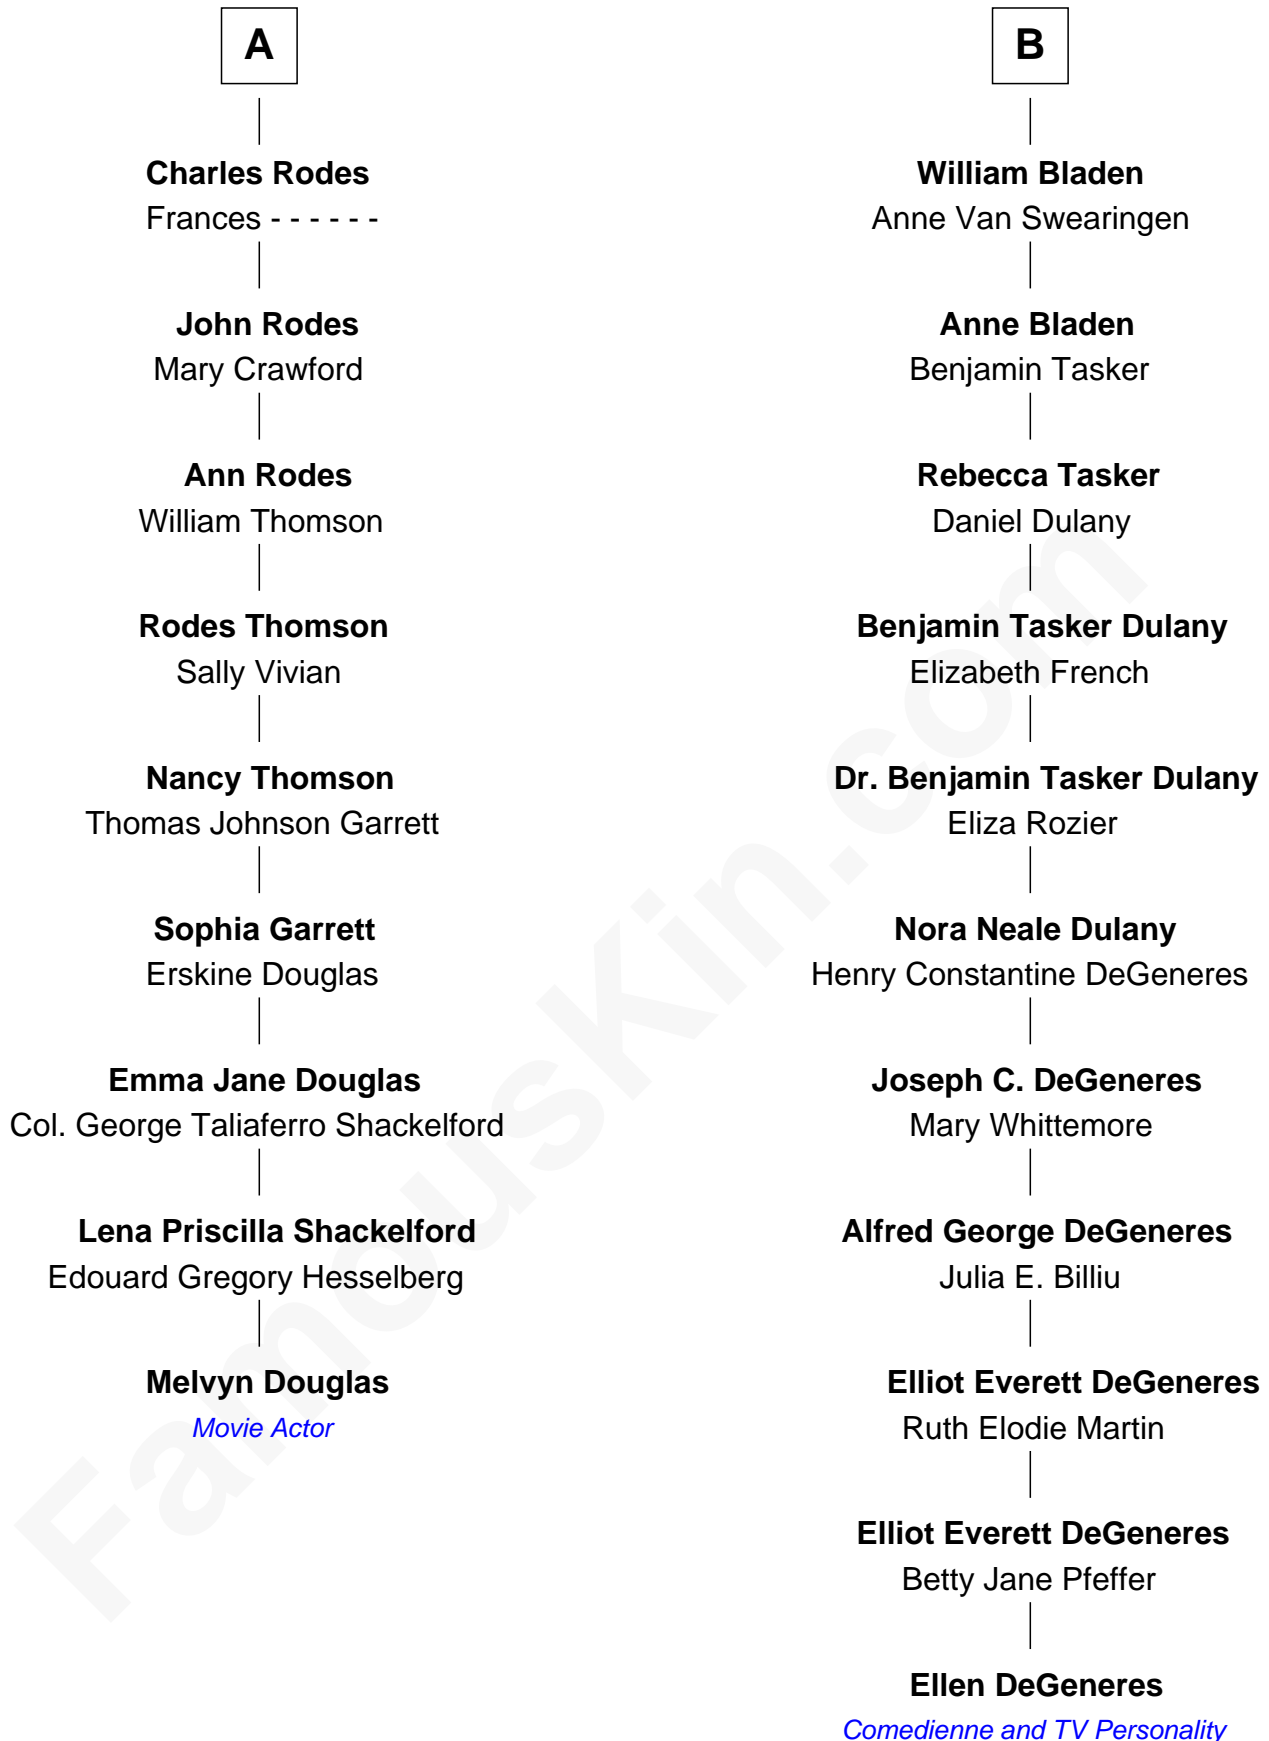 A
Charles Rodes
Frances - - - - - -
John Rodes
Mary Crawford
Ann Rodes
William Thomson
Rodes Thomson
Sally Vivian
Nancy Thomson
Thomas Johnson Garrett
Sophia Garrett
Erskine Douglas
Emma Jane Douglas
Col. George Taliaferro Shackelford
Lena Priscilla Shackelford
Edouard Gregory Hesselberg
Melvyn Douglas
Movie Actor
B
William Bladen
Anne Van Swearingen
Anne Bladen
Benjamin Tasker
Rebecca Tasker
Daniel Dulany
Benjamin Tasker Dulany
Elizabeth French
Dr. Benjamin Tasker Dulany
Eliza Rozier
Nora Neale Dulany
Henry Constantine DeGeneres
Joseph C. DeGeneres
Mary Whittemore
Alfred George DeGeneres
Julia E. Billiu
Elliot Everett DeGeneres
Ruth Elodie Martin
Elliot Everett DeGeneres
Betty Jane Pfeffer
Ellen DeGeneres
Comedienne and TV Personality
FamousKin.com